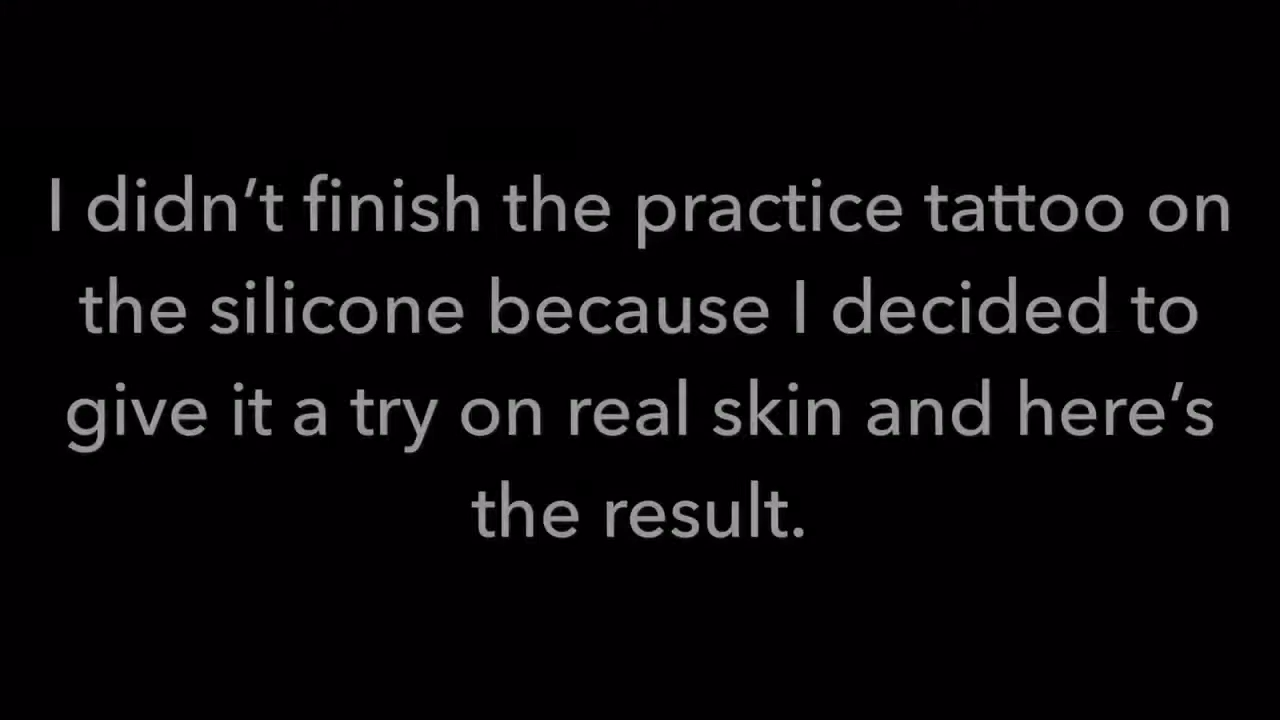 I didn’t finish the practice tattoo on
the silicone because I decided to
give it a try on real skin and here’s
the result.